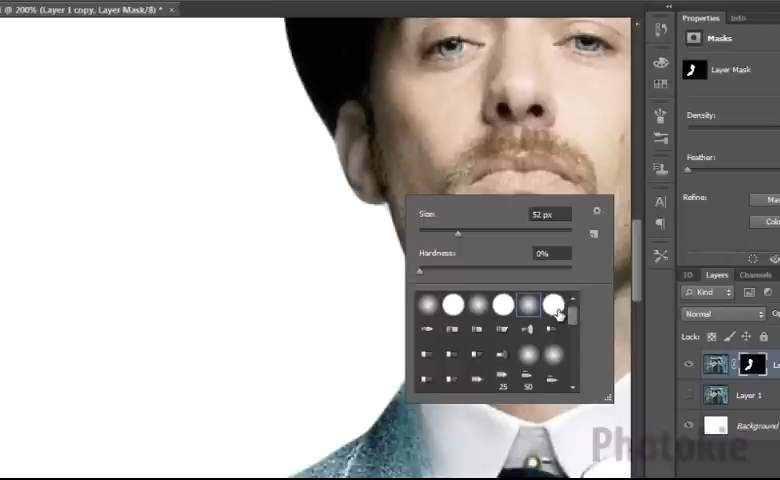 @ 200% (Layer 1 copy, Layer Mask/8) * ×
Properties Info
Masks
Layer Mask
Density:
Feather:
Refine:
Size: 52 px
Hardness: 0%
25 50
3D Layers Channels
Kind
Normal
Lock:
Layer 1
Background
Photokie